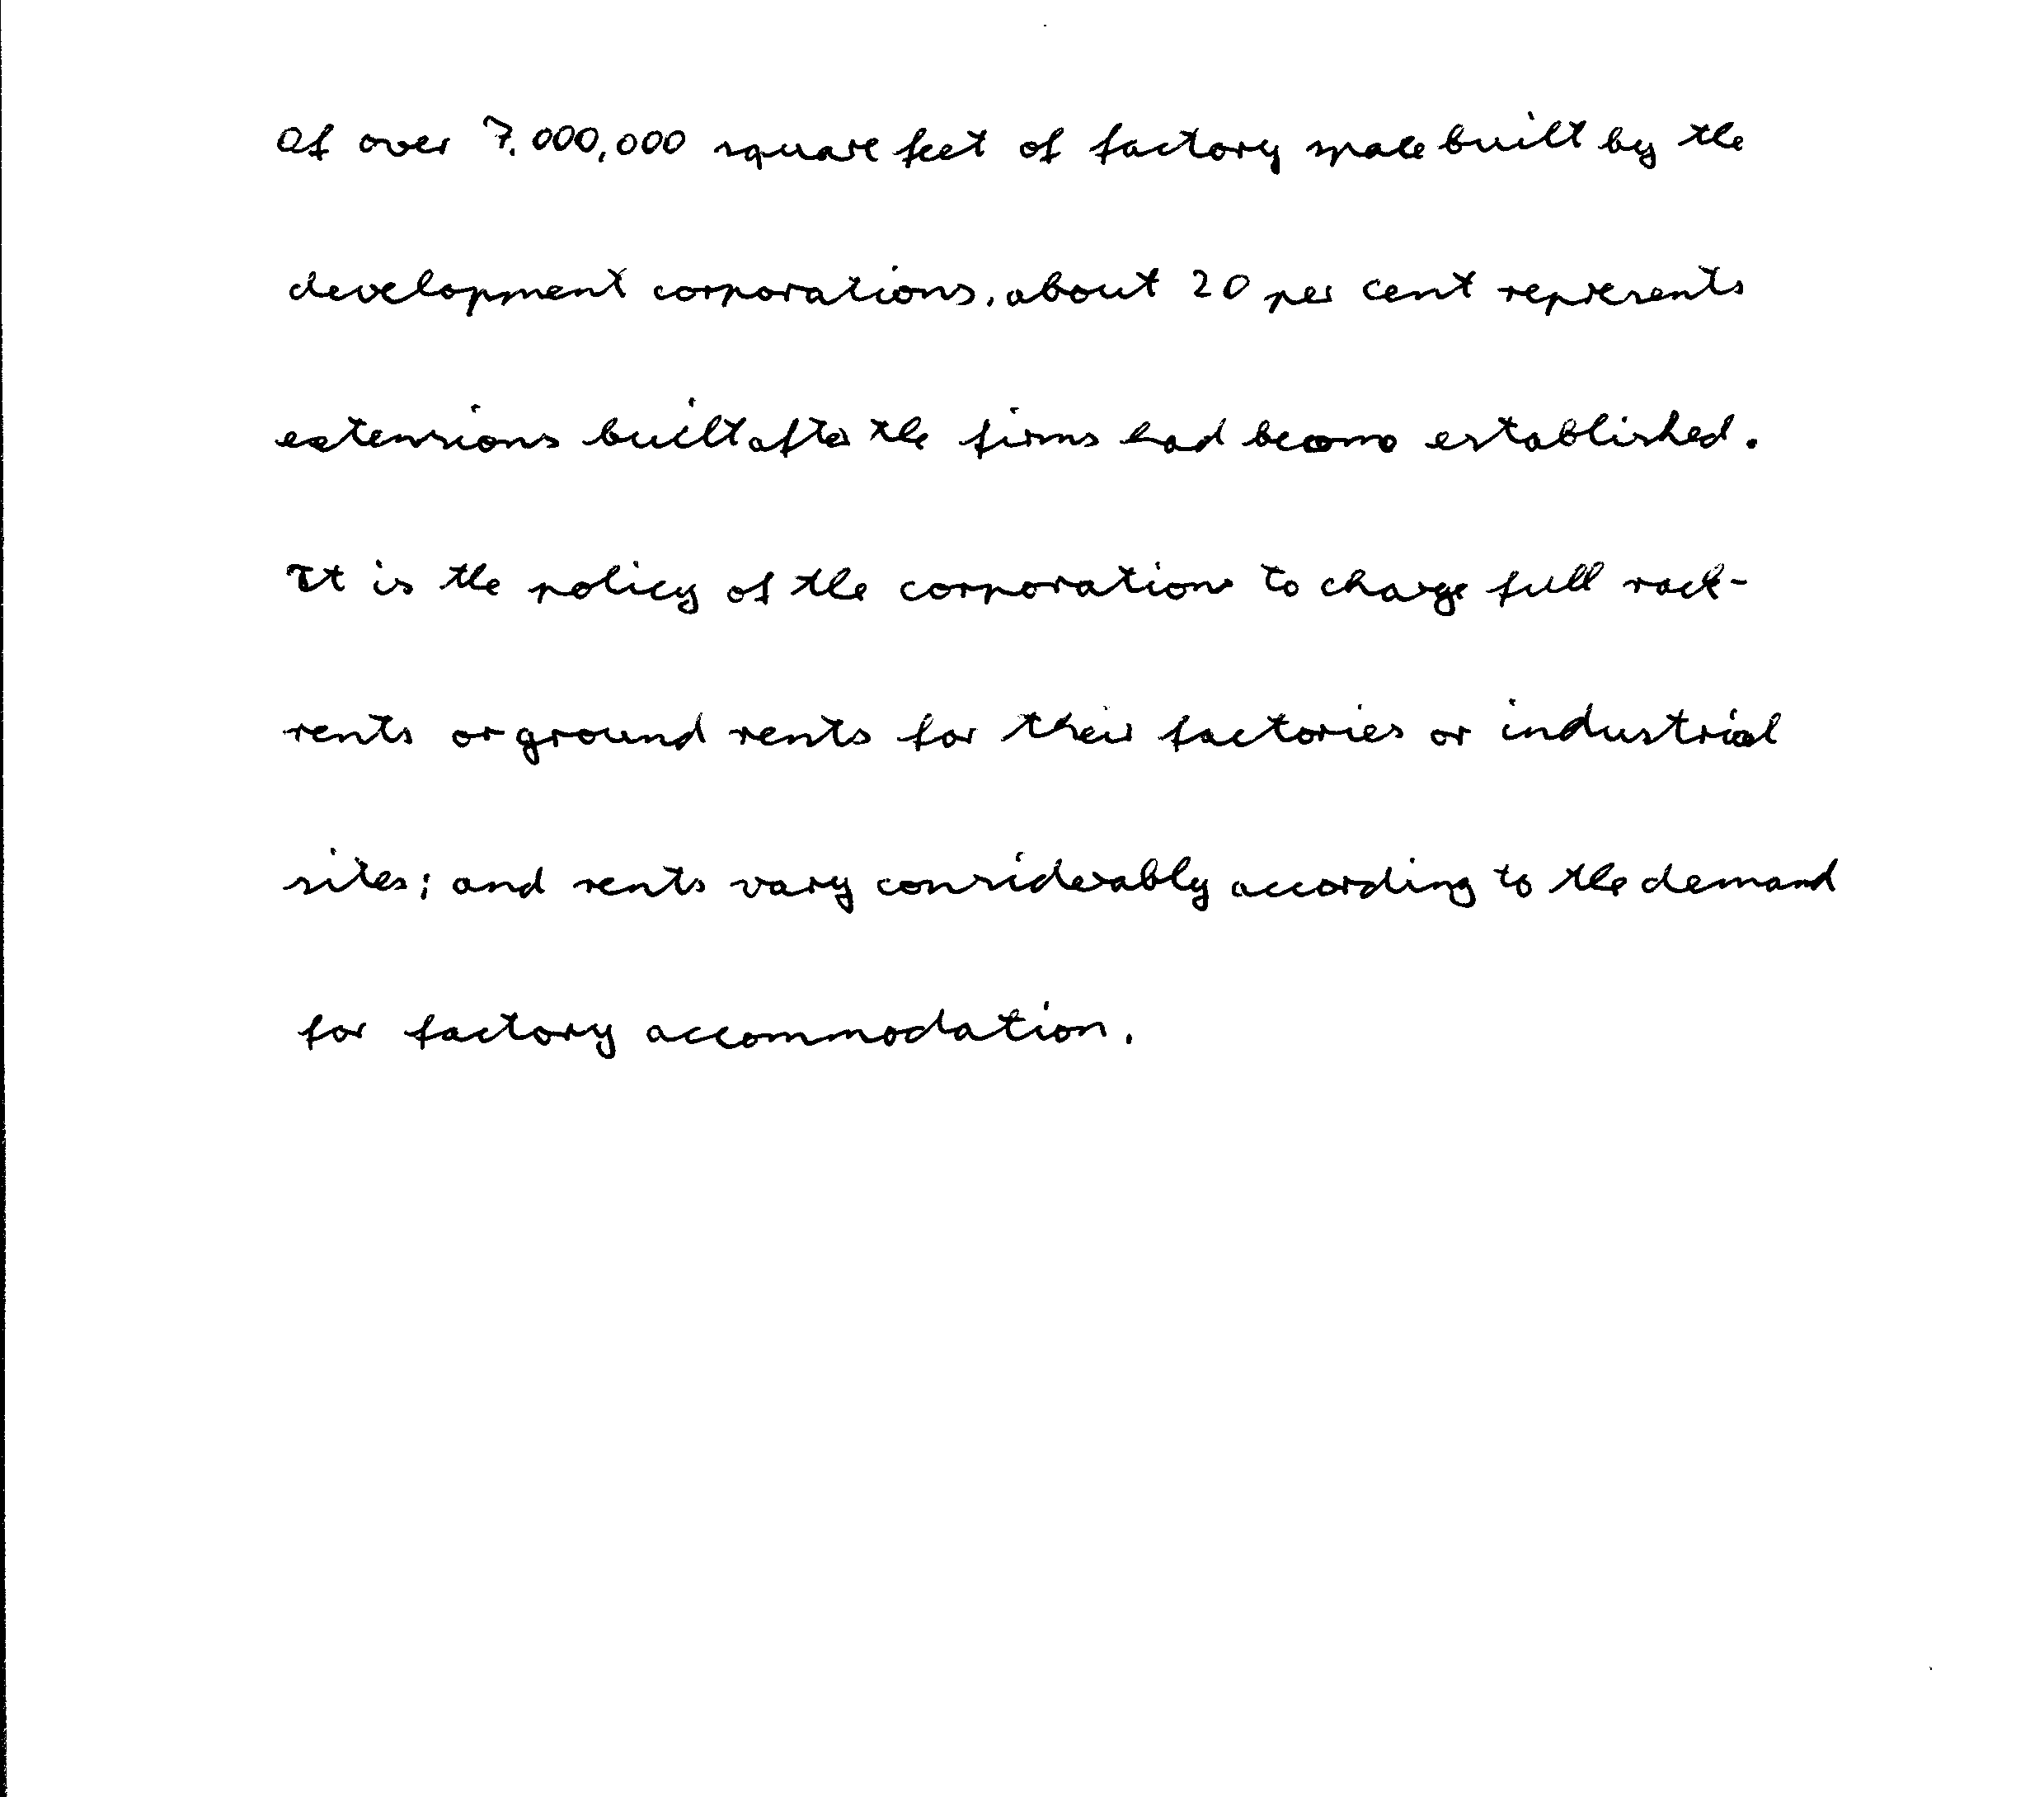 Of over 7,000,000 square feet of factory space built by the
development corporations, about 20 per cent represents
extensions built after the firms had become established.
It is the policy of the corporations to charge full rack-
rents or ground rents for their factories or industrial
sites; and rents vary considerably according to the demand
for factory accommodation.